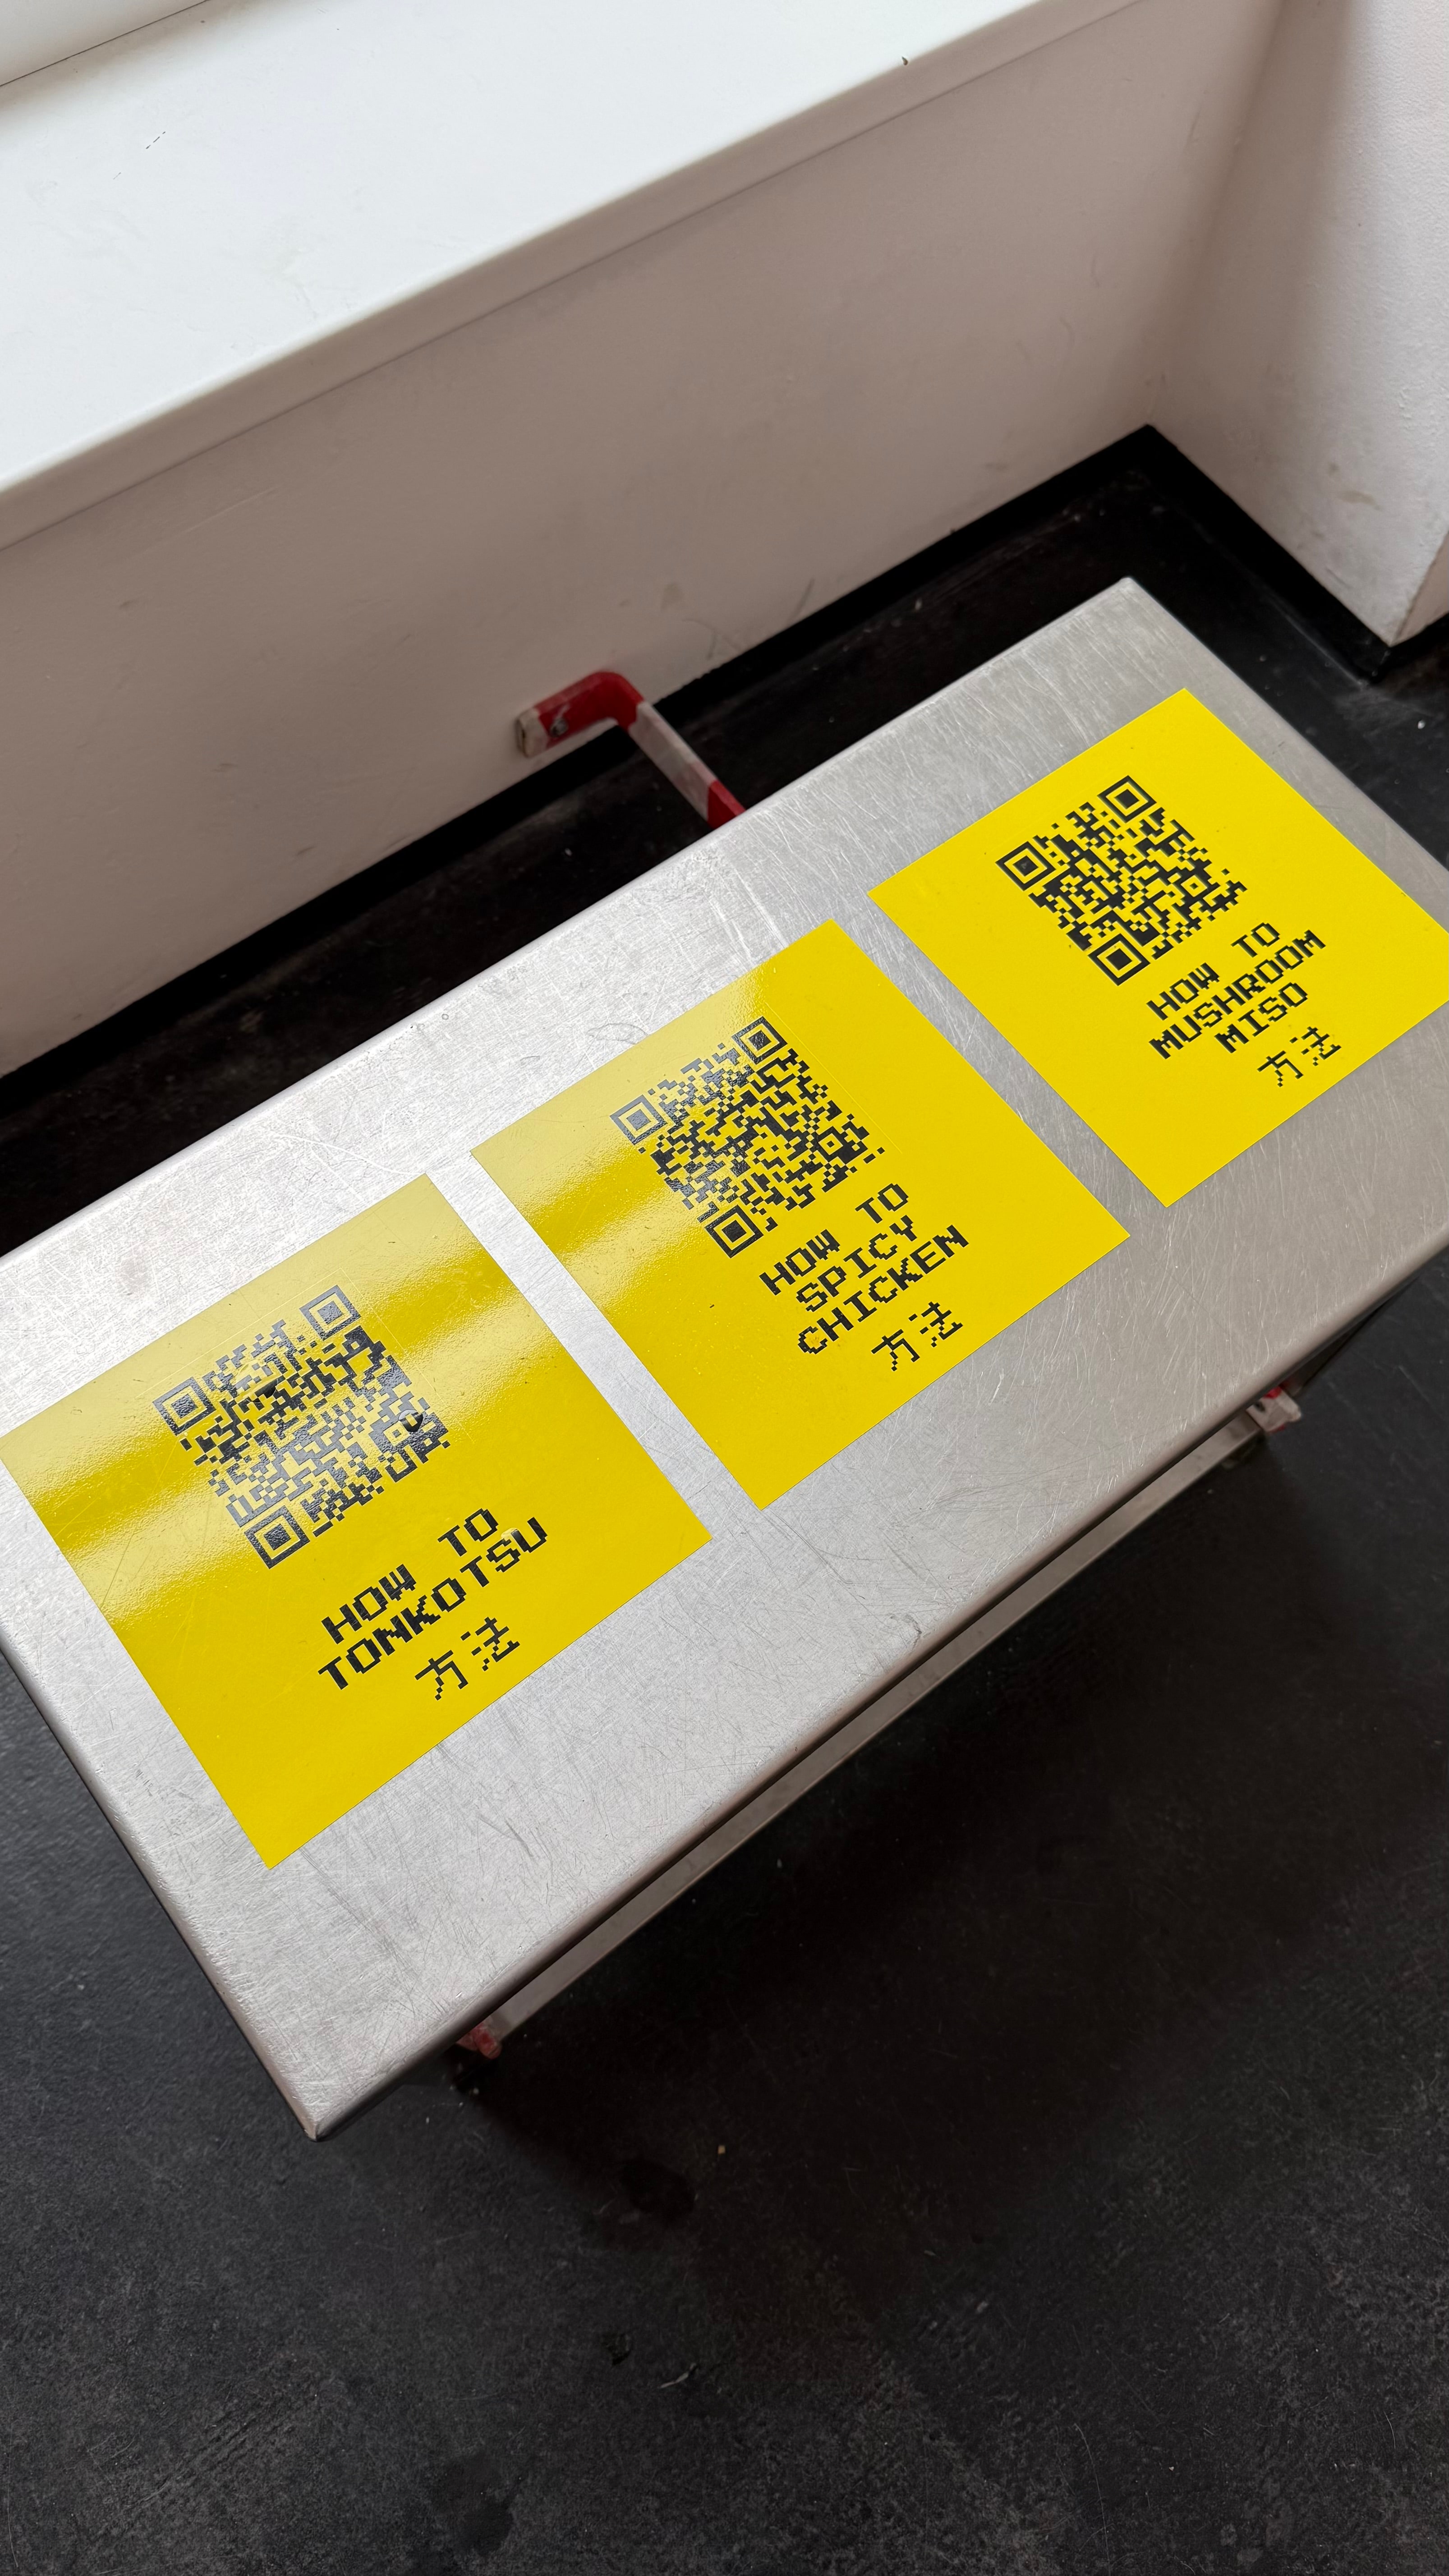 HOW TO
TONKOTSU
方法
HOW TO
SPICY
CHICKEN
方法
HOW TO
MUSHROOM
MISO
方法